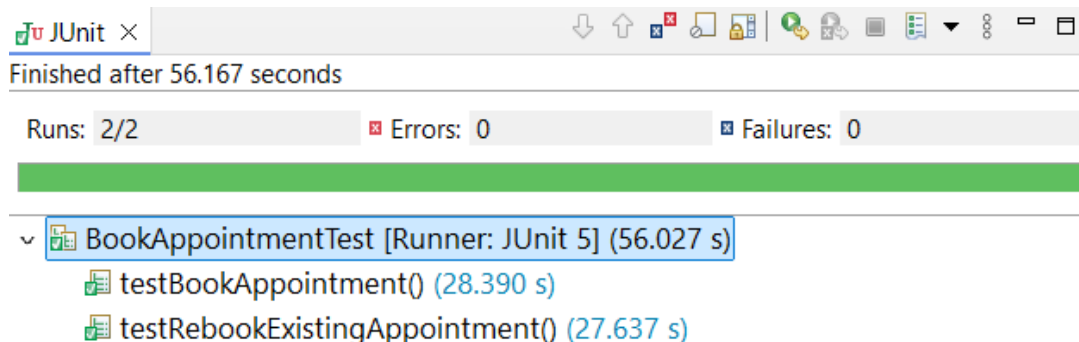 JU JUnit
Finished after 56.167 seconds
Runs: 2/2 Errors: 0 Failures: 0
BookAppointmentTest [Runner: JUnit 5] (56.027 s)
testBookAppointment() (28.390 s)
testRebookExistingAppointment() (27.637 s)